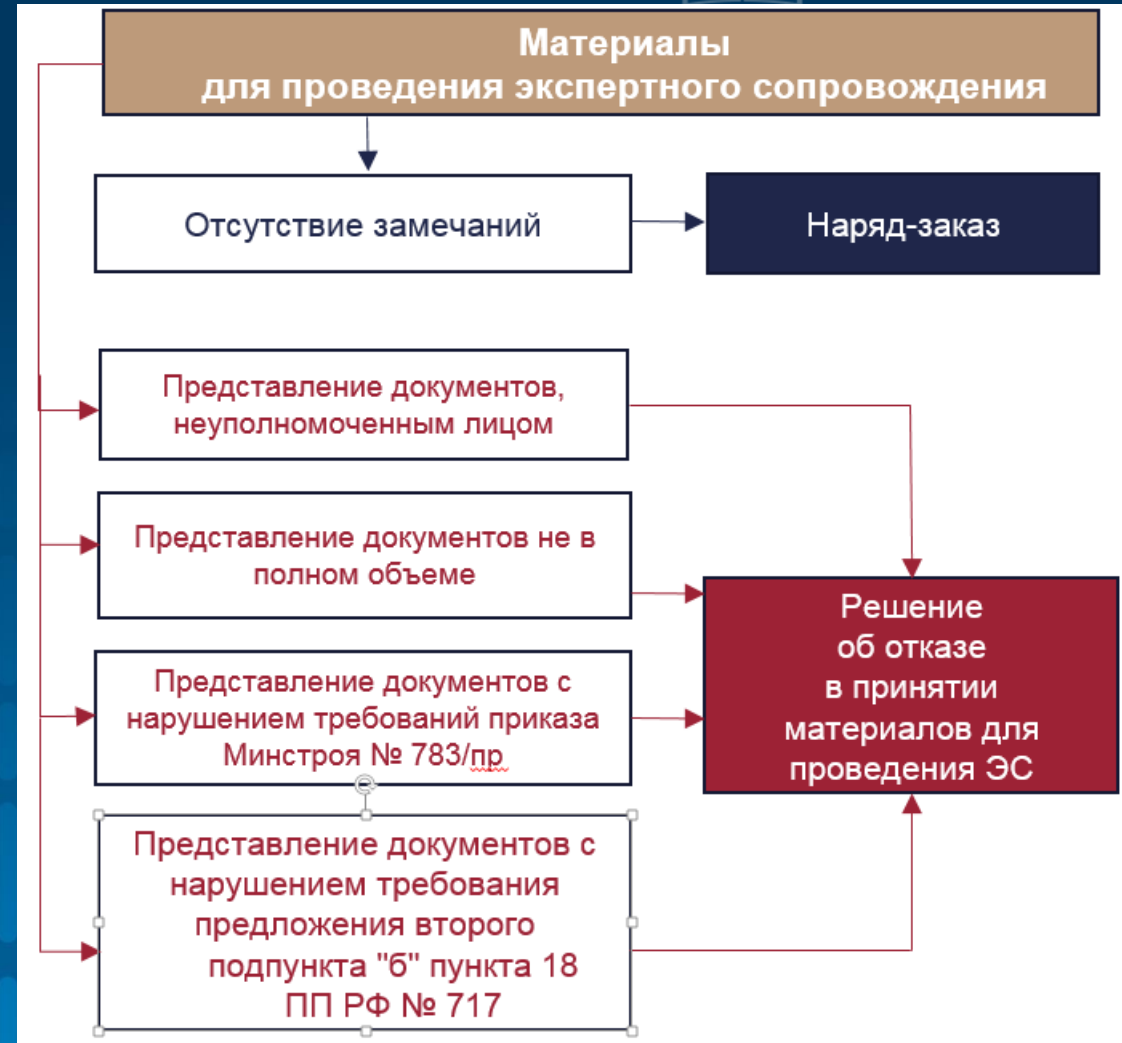 Материалы
для проведения экспертного сопровождения
Отсутствие замечаний
Наряд-заказ
Представление документов,
неуполномоченным лицом
Представление документов не в
полном объеме
Представление документов с
нарушением требований приказа
Минстроя № 783/пр
Представление документов с
нарушением требования
предложения второго
подпункта "б" пункта 18
ПП РФ № 717
Решение
об отказе
в принятии
материалов для
проведения ЭС